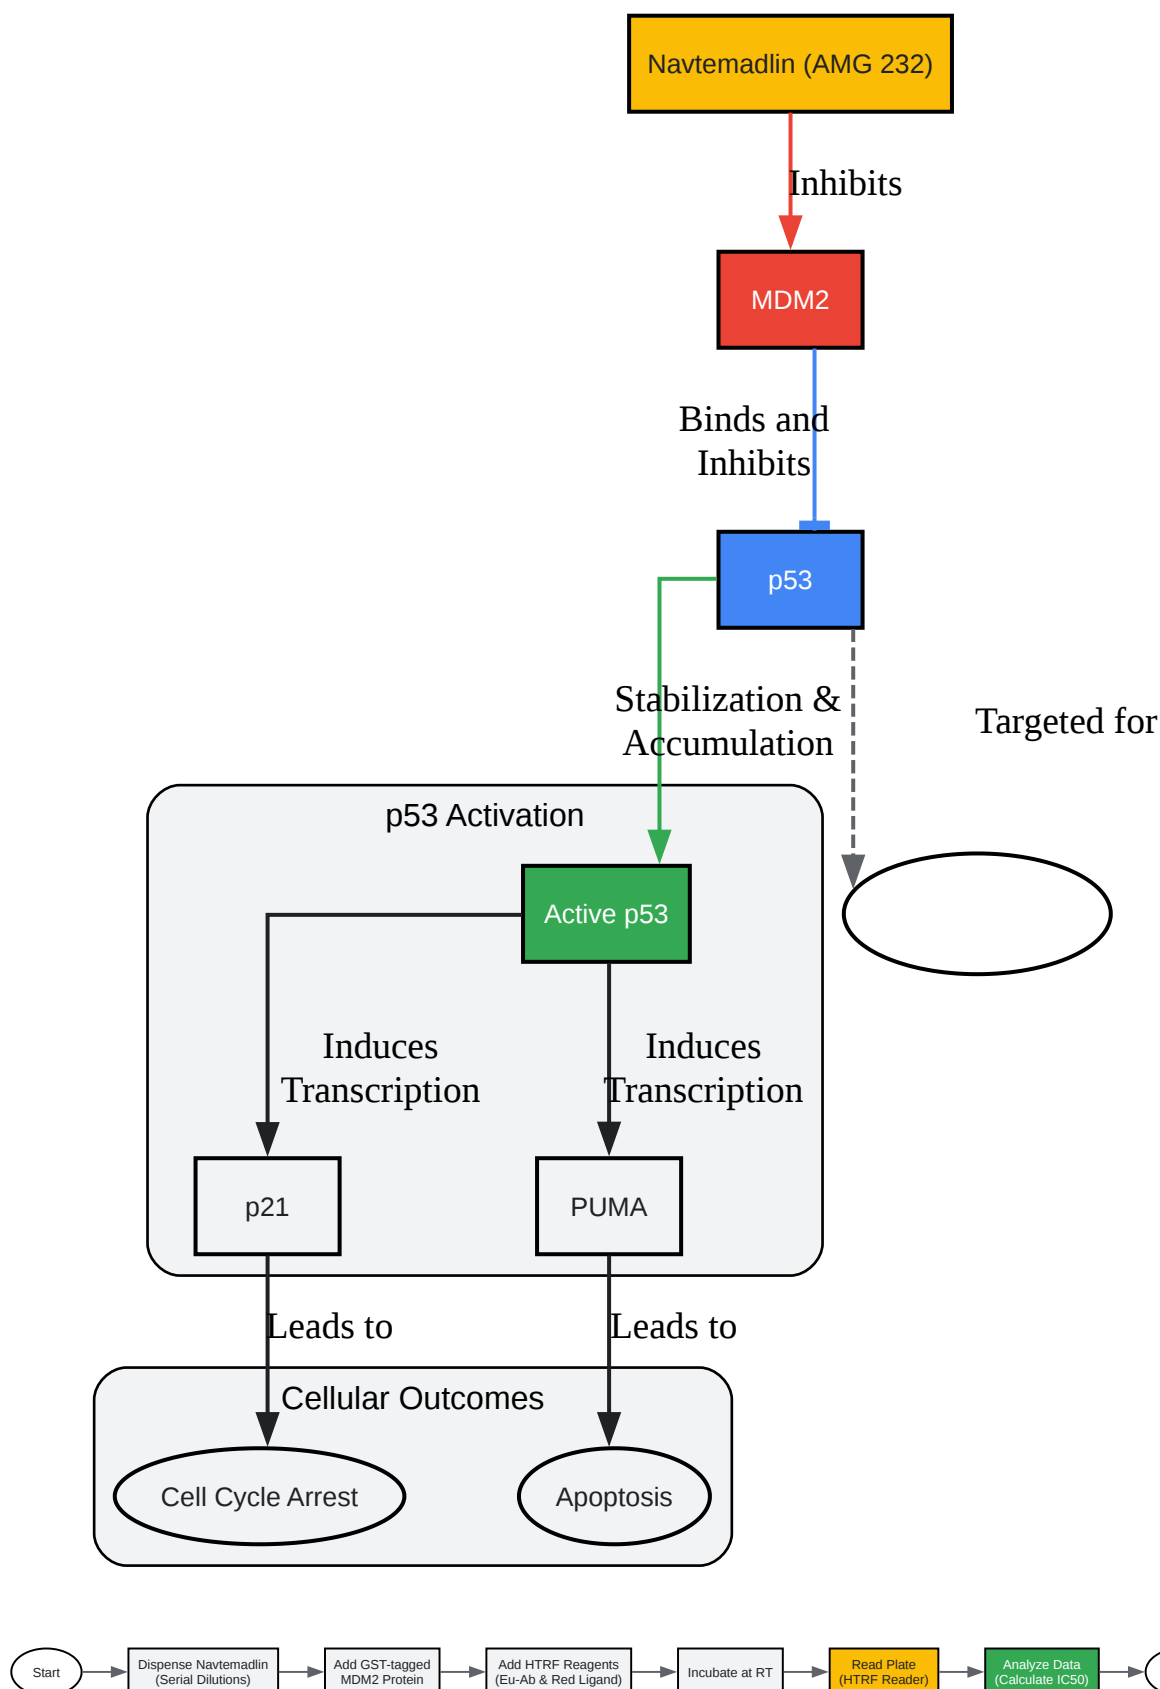 Navtemadlin (AMG 232)
Inhibits
MDM2
Binds and
Inhibits
p53
Stabilization &
Accumulation
Targeted for
p53 Activation
Active p53
Induces
Transcription
Induces
Transcription
p21
PUMA
Leads to
Leads to
Cellular Outcomes
Cell Cycle Arrest
Apoptosis
Start
Dispense Navtemadlin
(Serial Dilutions)
Add GST-tagged
MDM2 Protein
Add HTRF Reagents
(Eu-Ab & Red Ligand)
Incubate at RT
Read Plate
(HTRF Reader)
Analyze Data
(Calculate IC50)